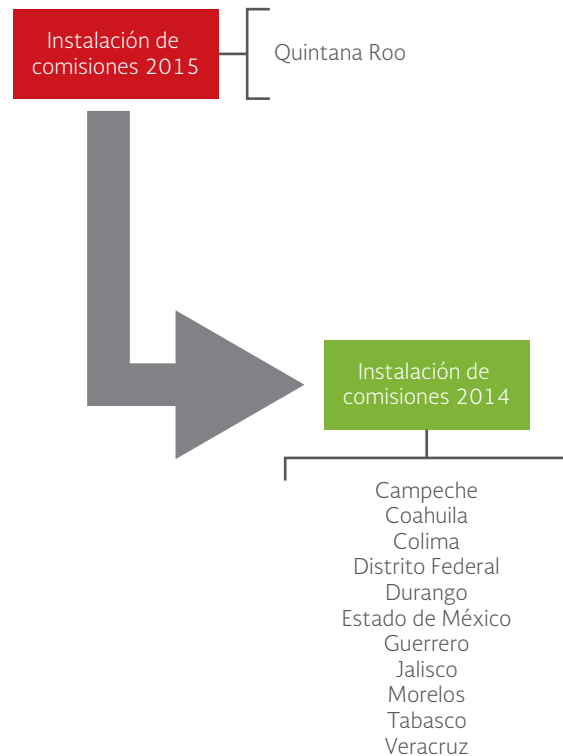 Instalación de
comisiones 2015
Quintana Roo
Instalación de
comisiones 2014
Campeche
Coahuila
Colima
Distrito Federal
Durango
Estado de México
Guerrero
Jalisco
Morelos
Tabasco
Veracruz